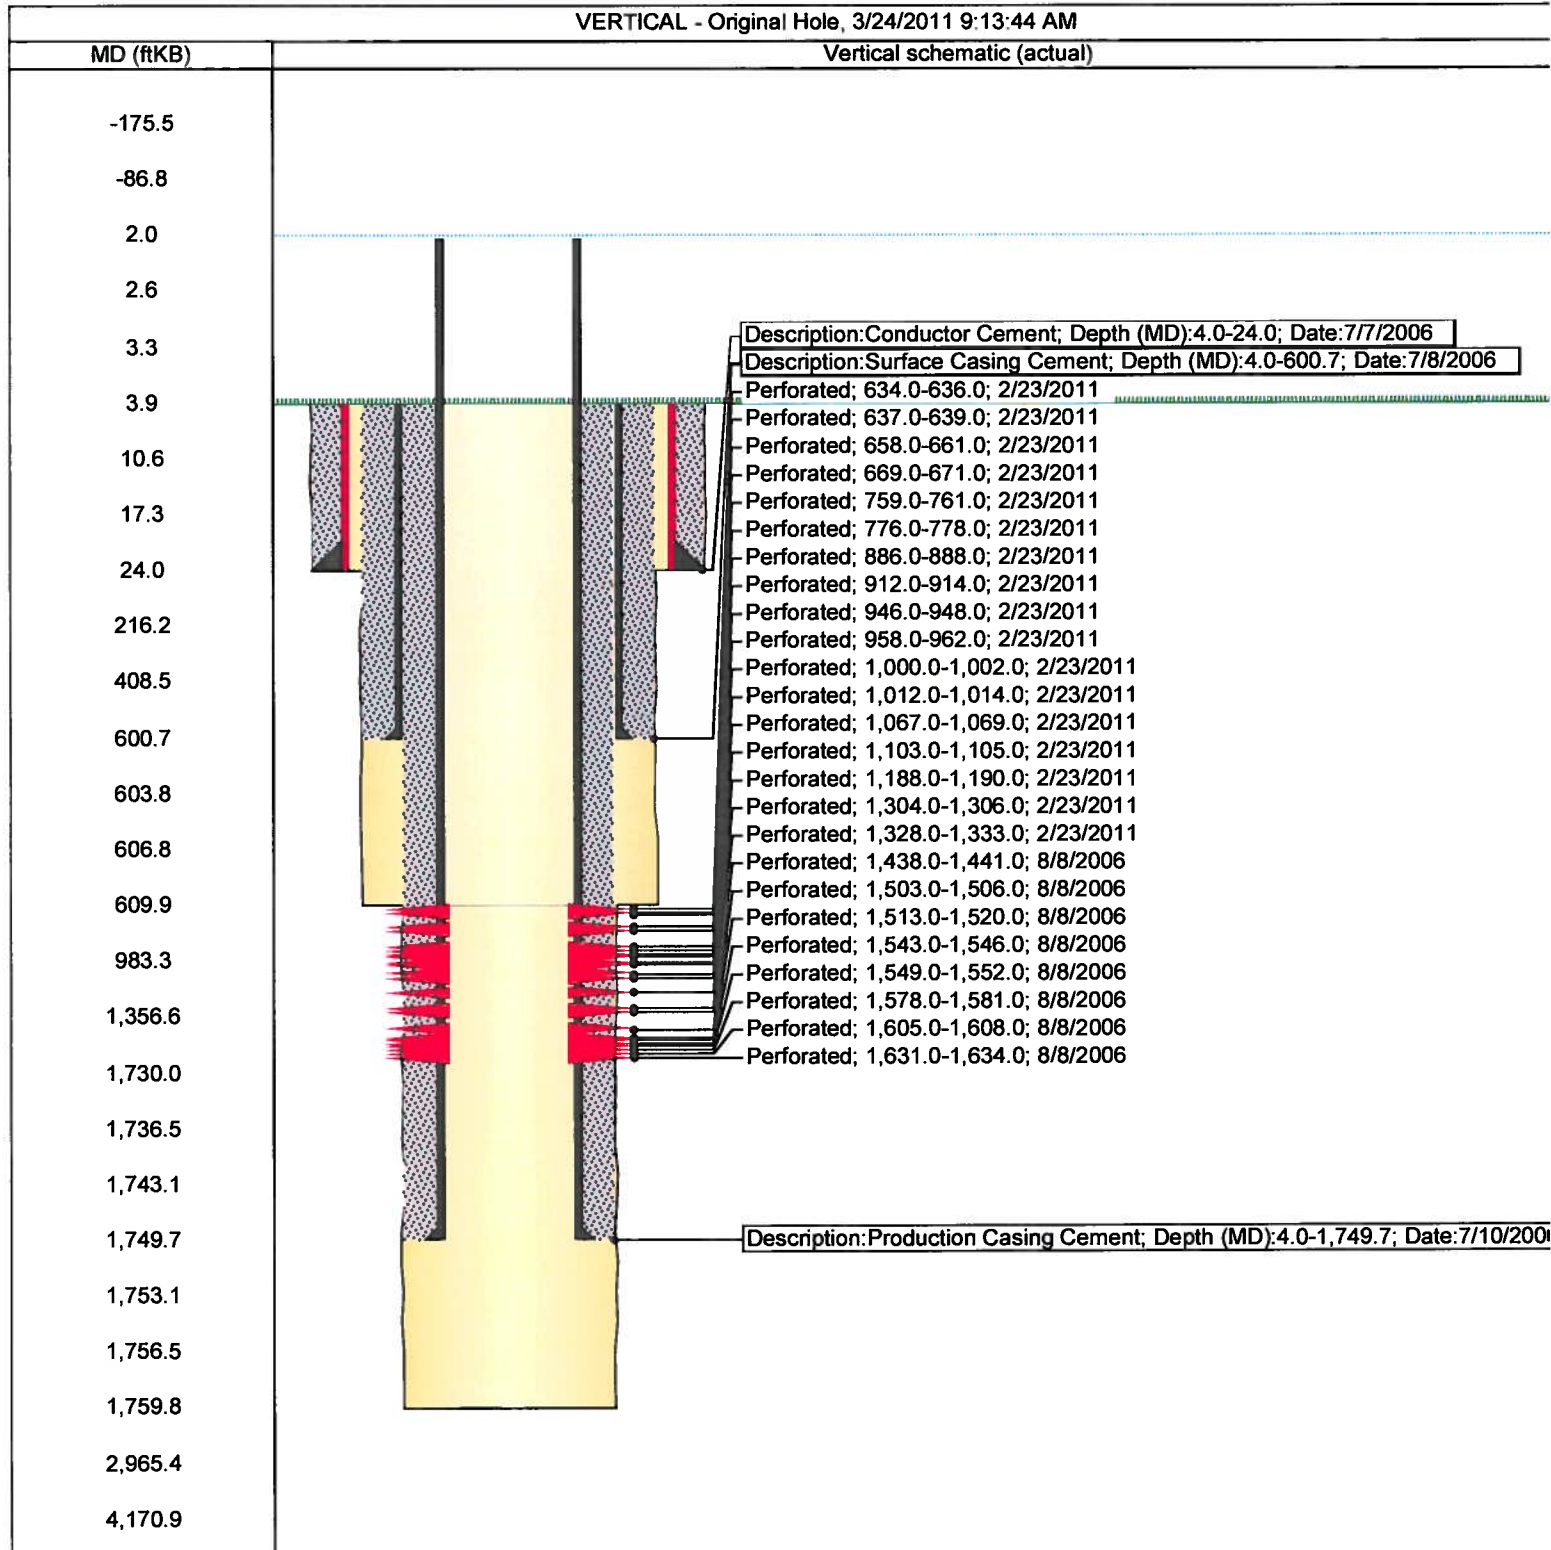 VERTICAL - Original Hole, 3/24/2011 9:13:44 AM
MD (ftKB)
Vertical schematic (actual)
-175.5
-86.8
2.0
2.6
3.3
3.9
10.6
17.3
24.0
216.2
408.5
600.7
603.8
606.8
609.9
983.3
1,356.6
1,730.0
1,736.5
1,743.1
1,749.7
1,753.1
1,756.5
1,759.8
2,965.4
4,170.9
Description:Conductor Cement; Depth (MD):4.0-24.0; Date:7/7/2006
Description:Surface Casing Cement; Depth (MD):4.0-600.7; Date:7/8/2006
Perforated; 634.0-636.0; 2/23/2011
Perforated; 637.0-639.0; 2/23/2011
Perforated; 658.0-661.0; 2/23/2011
Perforated; 669.0-671.0; 2/23/2011
Perforated; 759.0-761.0; 2/23/2011
Perforated; 776.0-778.0; 2/23/2011
Perforated; 886.0-888.0; 2/23/2011
Perforated; 912.0-914.0; 2/23/2011
Perforated; 946.0-948.0; 2/23/2011
Perforated; 958.0-962.0; 2/23/2011
Perforated; 1,000.0-1,002.0; 2/23/2011
Perforated; 1,012.0-1,014.0; 2/23/2011
Perforated; 1,067.0-1,069.0; 2/23/2011
Perforated; 1,103.0-1,105.0; 2/23/2011
Perforated; 1,188.0-1,190.0; 2/23/2011
Perforated; 1,304.0-1,306.0; 2/23/2011
Perforated; 1,328.0-1,333.0; 2/23/2011
Perforated; 1,438.0-1,441.0; 8/8/2006
Perforated; 1,503.0-1,506.0; 8/8/2006
Perforated; 1,513.0-1,520.0; 8/8/2006
Perforated; 1,543.0-1,546.0; 8/8/2006
Perforated; 1,549.0-1,552.0; 8/8/2006
Perforated; 1,578.0-1,581.0; 8/8/2006
Perforated; 1,605.0-1,608.0; 8/8/2006
Perforated; 1,631.0-1,634.0; 8/8/2006
Description:Production Casing Cement; Depth (MD):4.0-1,749.7; Date:7/10/200